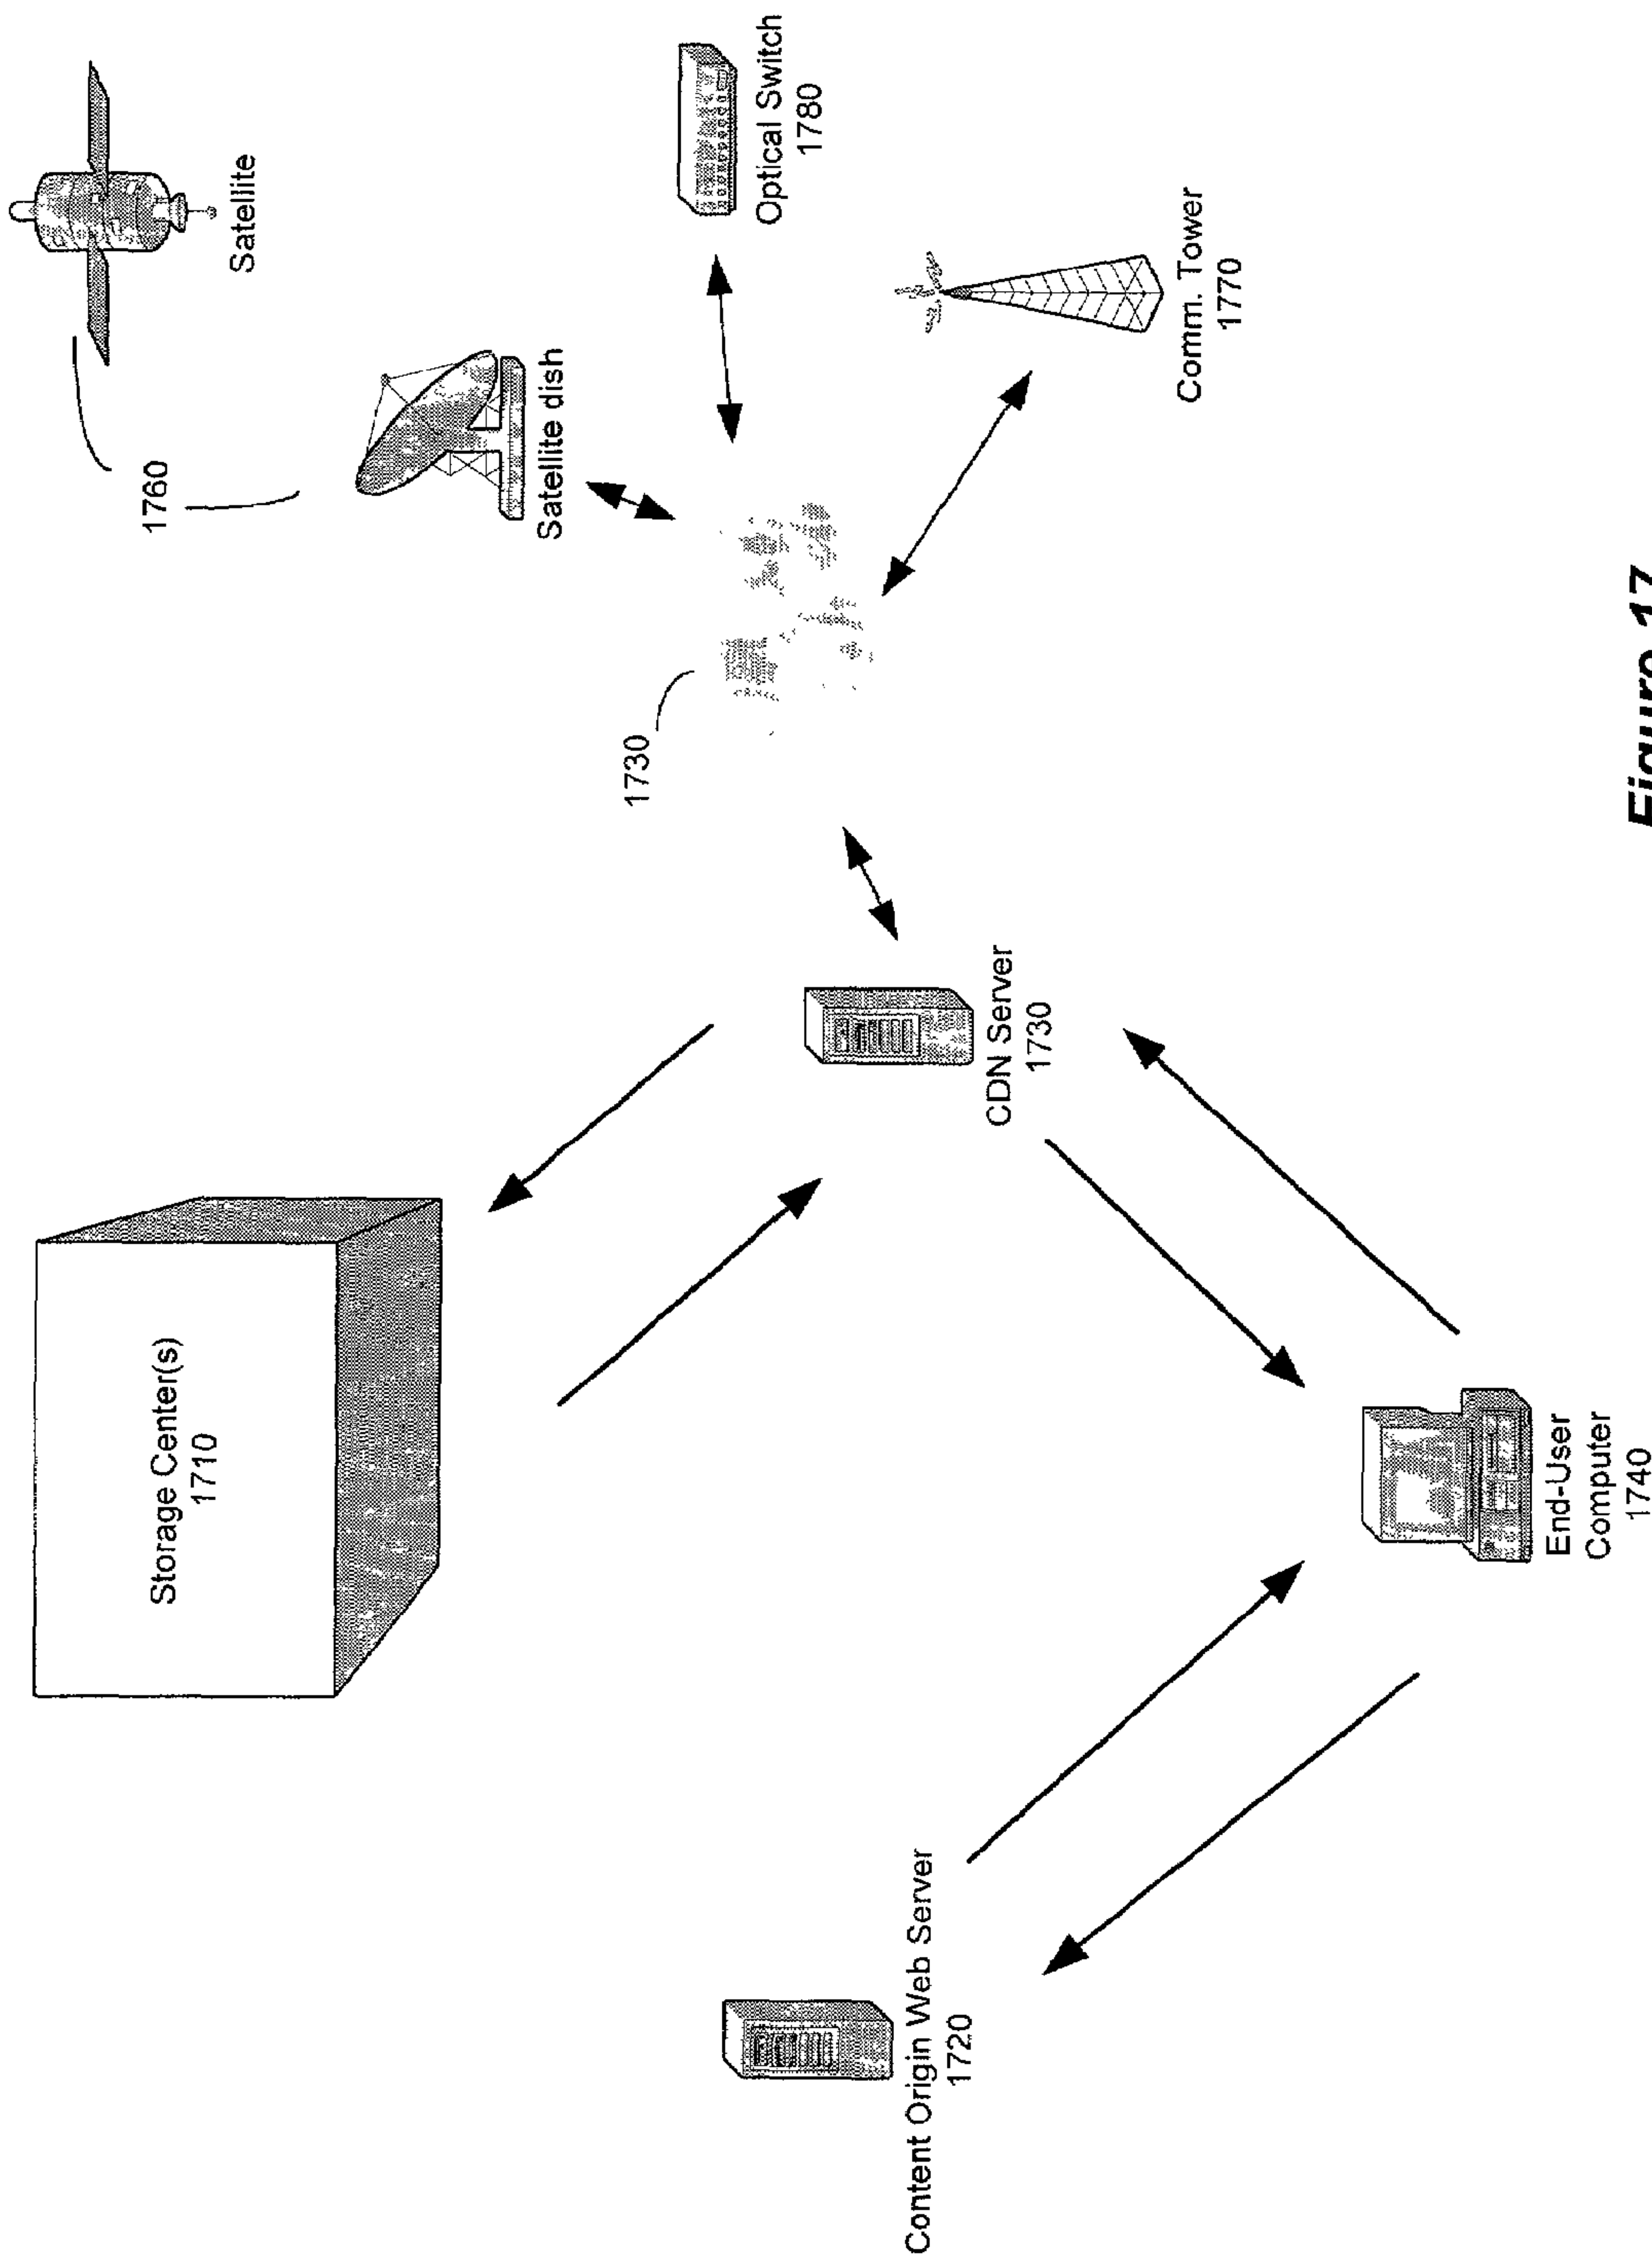 Storage Center(s)
1710
1760
Satellite
Satellite dish
Optical Switch
1780
1730
Comm. Tower
1770
CDN Server
1730
Content Origin Web Server
1720
End-User
Computer
1740
Figure 17